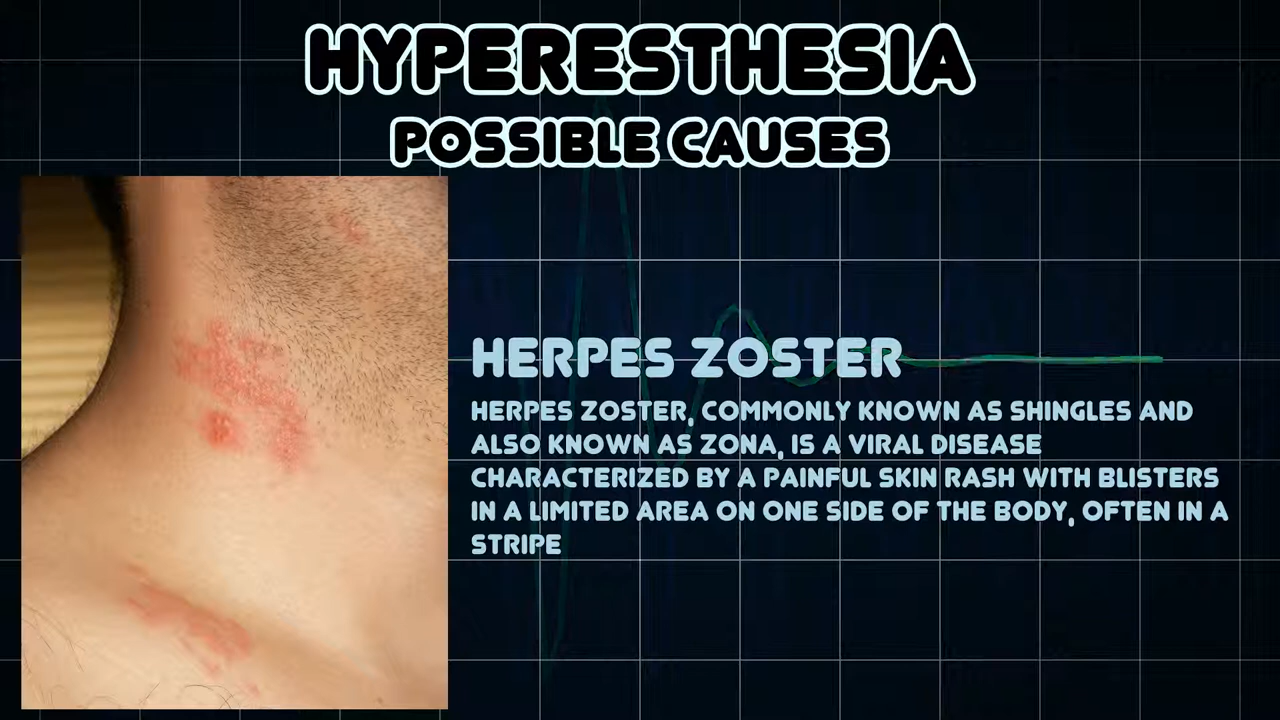 HYPERESTHESIA
POSSIBLE CAUSES
HERPES ZOSTER
HERPES ZOSTER, COMMONLY KNOWN AS SHINGLES AND
ALSO KNOWN AS ZONA, IS A VIRAL DISEASE
CHARACTERIZED BY A PAINFUL SKIN RASH WITH BLISTERS
IN A LIMITED AREA ON ONE SIDE OF THE BODY, OFTEN IN A
STRIPE